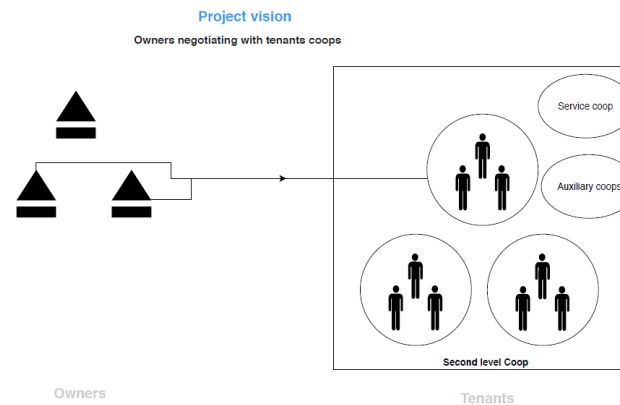 Project vision
Owners negotiating with tenants coops
Service coop
Auxiliary coops
Second level Coop
Owners
Tenants